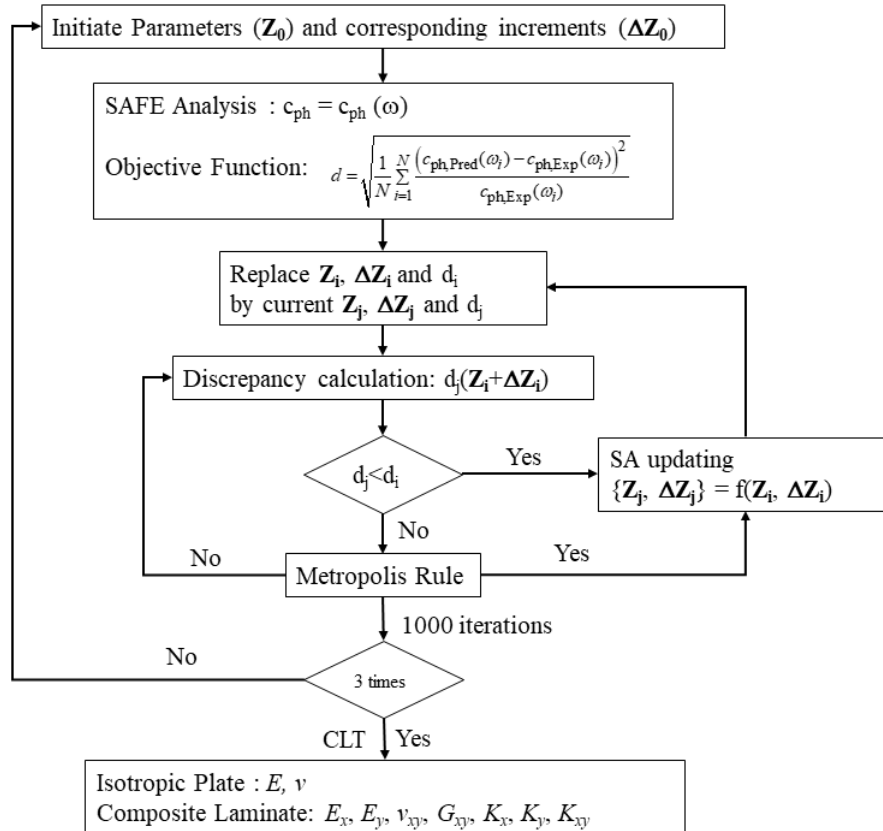 Initiate Parameters (Z₀) and corresponding increments (ΔZ₀)
SAFE Analysis : c_ph = c_ph (ω)
Objective Function: d = √( (1/N) ∑_{i=1}^{N} (c_ph,Pred(ω_i) − c_ph,Exp(ω_i))² / c_ph,Exp(ω_i) )
Replace Z_i, ΔZ_i and d_i
by current Z_j, ΔZ_j and d_j
Discrepancy calculation: d_j(Z_i+ΔZ_i)
d_j<d_i
Yes
SA updating
{Z_j, ΔZ_j} = f(Z_i, ΔZ_i)
No
No
Metropolis Rule
Yes
1000 iterations
No
3 times
CLT Yes
Isotropic Plate : E, ν
Composite Laminate: E_x, E_y, ν_xy, G_xy, K_x, K_y, K_xy